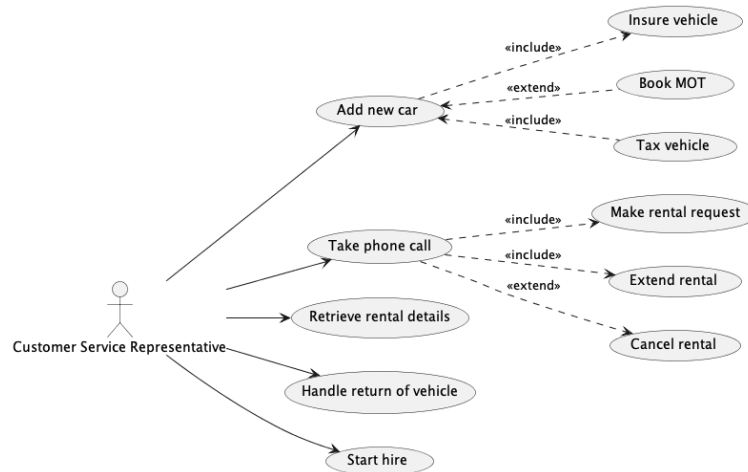 Insure vehicle
«include»
Book MOT
«extend»
Add new car
«include»
Tax vehicle
Make rental request
«include»
Take phone call
«include»
Extend rental
«extend»
Retrieve rental details
Customer Service Representative
Cancel rental
Handle return of vehicle
Start hire